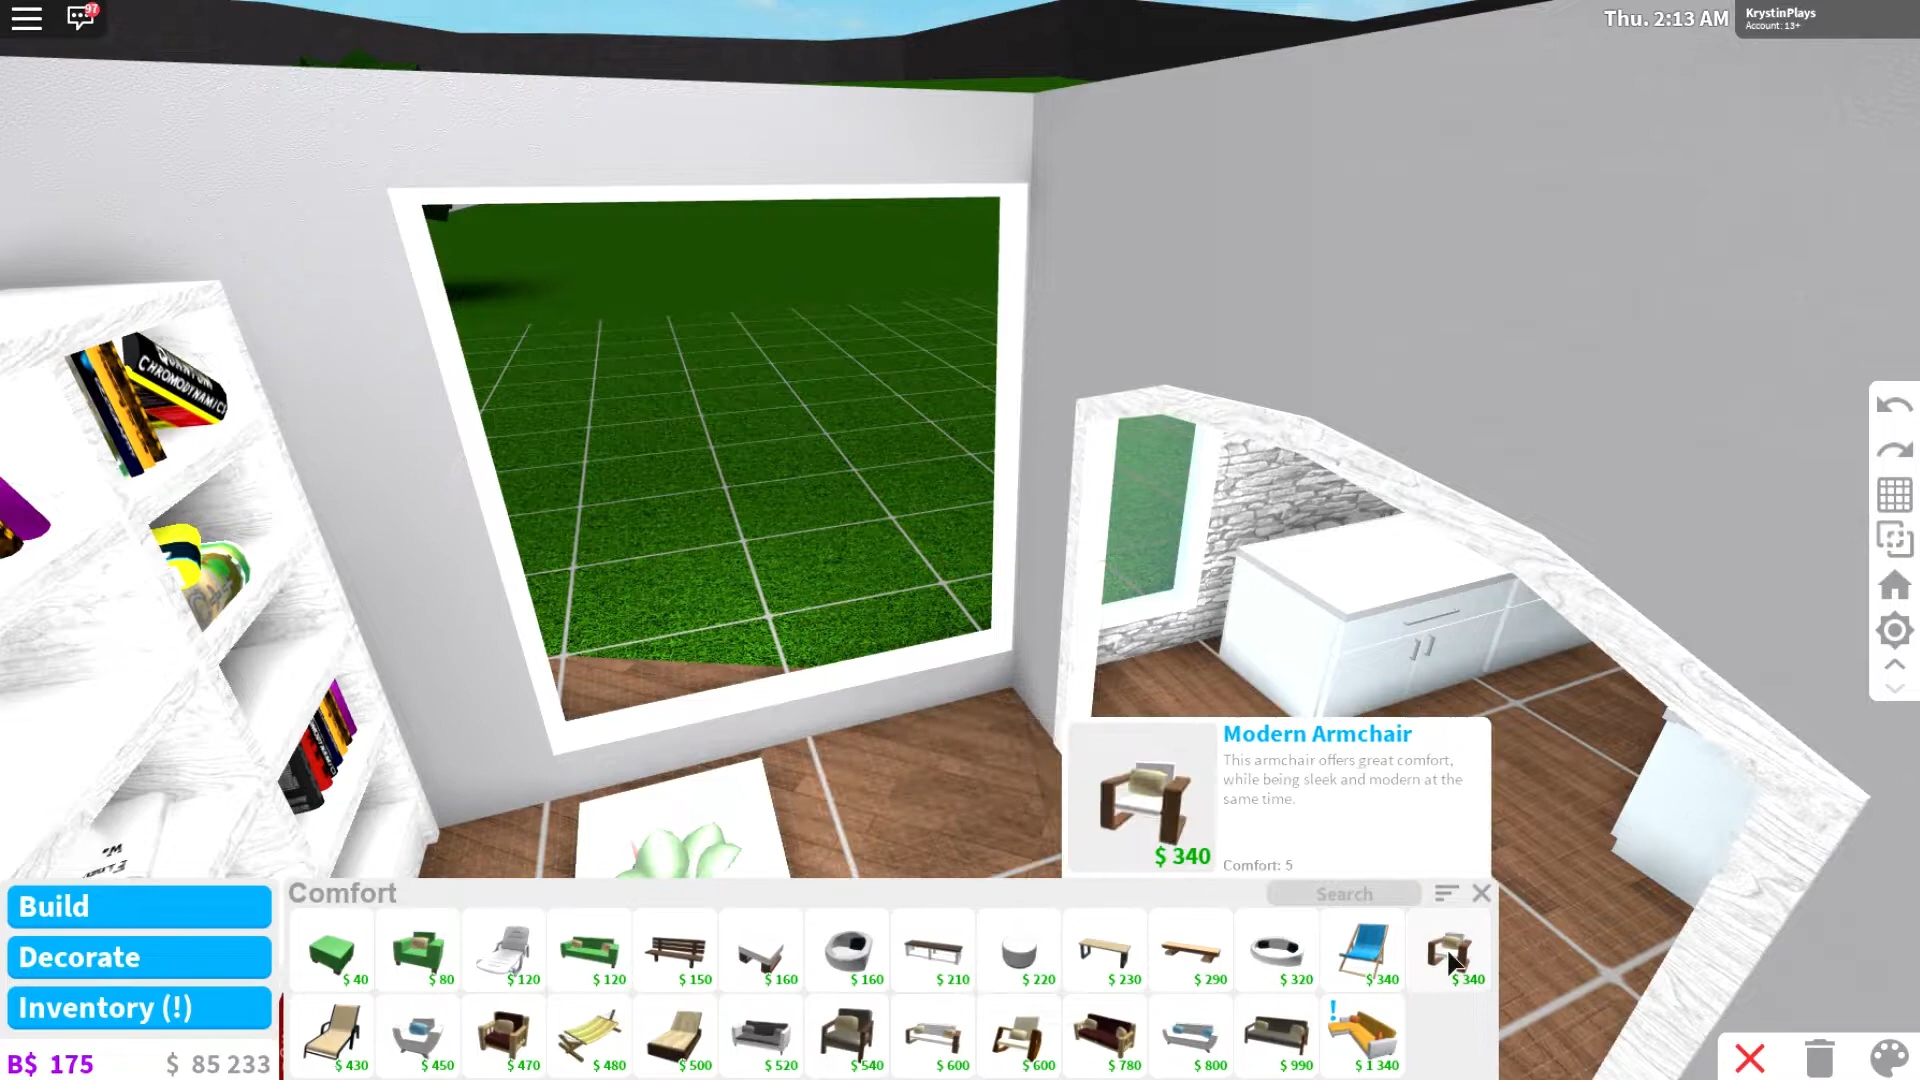 97
Thu. 2:13 AM
KrystinPlays
Account: 13+
QUANTUM
CHROMODYNAMICS
Modern Armchair
This armchair offers great comfort,
while being sleek and modern at the
same time.
$ 340
Comfort: 5
Build
Decorate
Inventory (!)
B$ 175
$ 85 233
Comfort
Search
$ 40
$ 80
$ 120
$ 120
$ 150
$ 160
$ 160
$ 210
$ 220
$ 230
$ 290
$ 320
$ 340
$ 340
$ 430
$ 450
$ 470
$ 480
$ 500
$ 520
$ 540
$ 600
$ 600
$ 780
$ 800
$ 990
!
$ 1 340